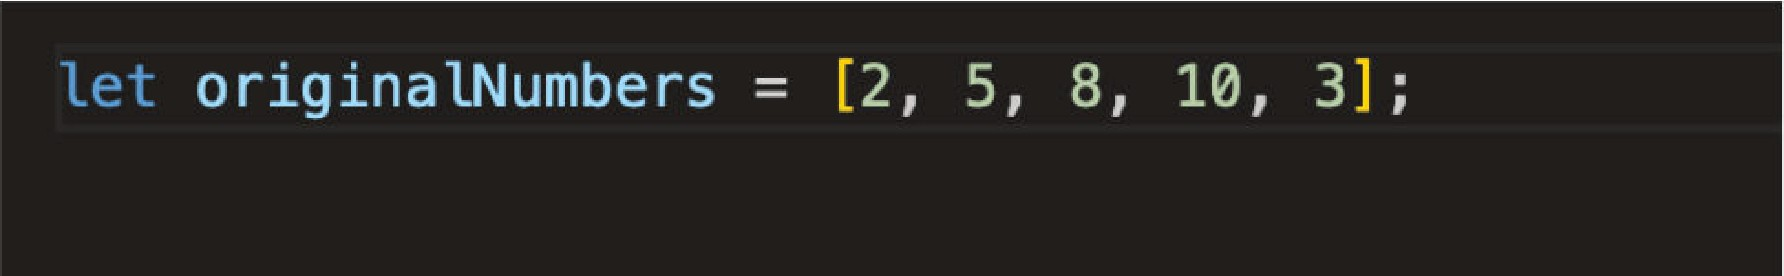 let originalNumbers = [2, 5, 8, 10, 3];